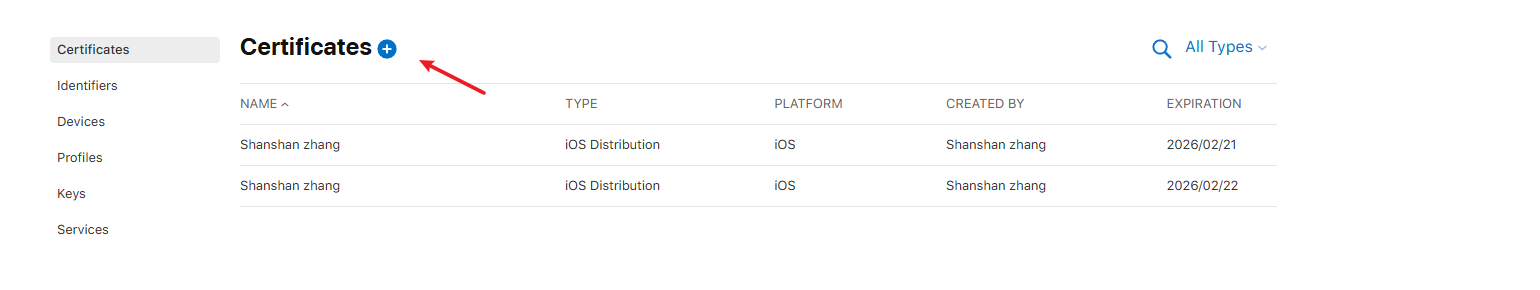 Certificates
Identifiers
Devices
Profiles
Keys
Services
Certificates
All Types
NAME TYPE PLATFORM CREATED BY EXPIRATION
Shanshan zhang iOS Distribution iOS Shanshan zhang 2026/02/21
Shanshan zhang iOS Distribution iOS Shanshan zhang 2026/02/22